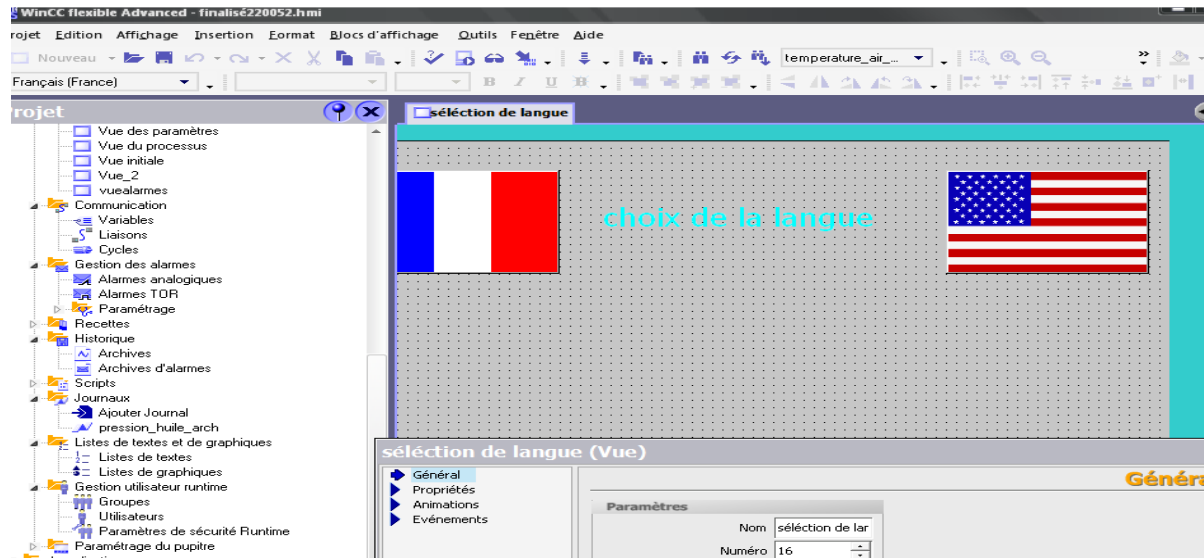 WinCC flexible Advanced - finalisé220052.hmi
rojet Edition Affichage Insertion Format Blocs d'affichage Outils Fenêtre Aide
Nouveau
temperature_air_...
Français (France)
B I U
rojet
séléction de langue
Vue des paramètres
Vue du processus
Vue initiale
Vue_2
vuealarmes
Communication
Variables
Liaisons
Cycles
Gestion des alarmes
Alarmes analogiques
Alarmes TOR
Paramétrage
Recettes
Historique
Archives
Archives d'alarmes
Scripts
Journaux
Ajouter Journal
pression_huile_arch
Listes de textes et de graphiques
Listes de textes
Listes de graphiques
Gestion utilisateur runtime
Groupes
Utilisateurs
Paramètres de sécurité Runtime
Paramétrage du pupitre
choix de la langue
séléction de langue (Vue)
Général
Propriétés
Animations
Evénements
Généra
Paramètres
Nom séléction de lar
Numéro 16